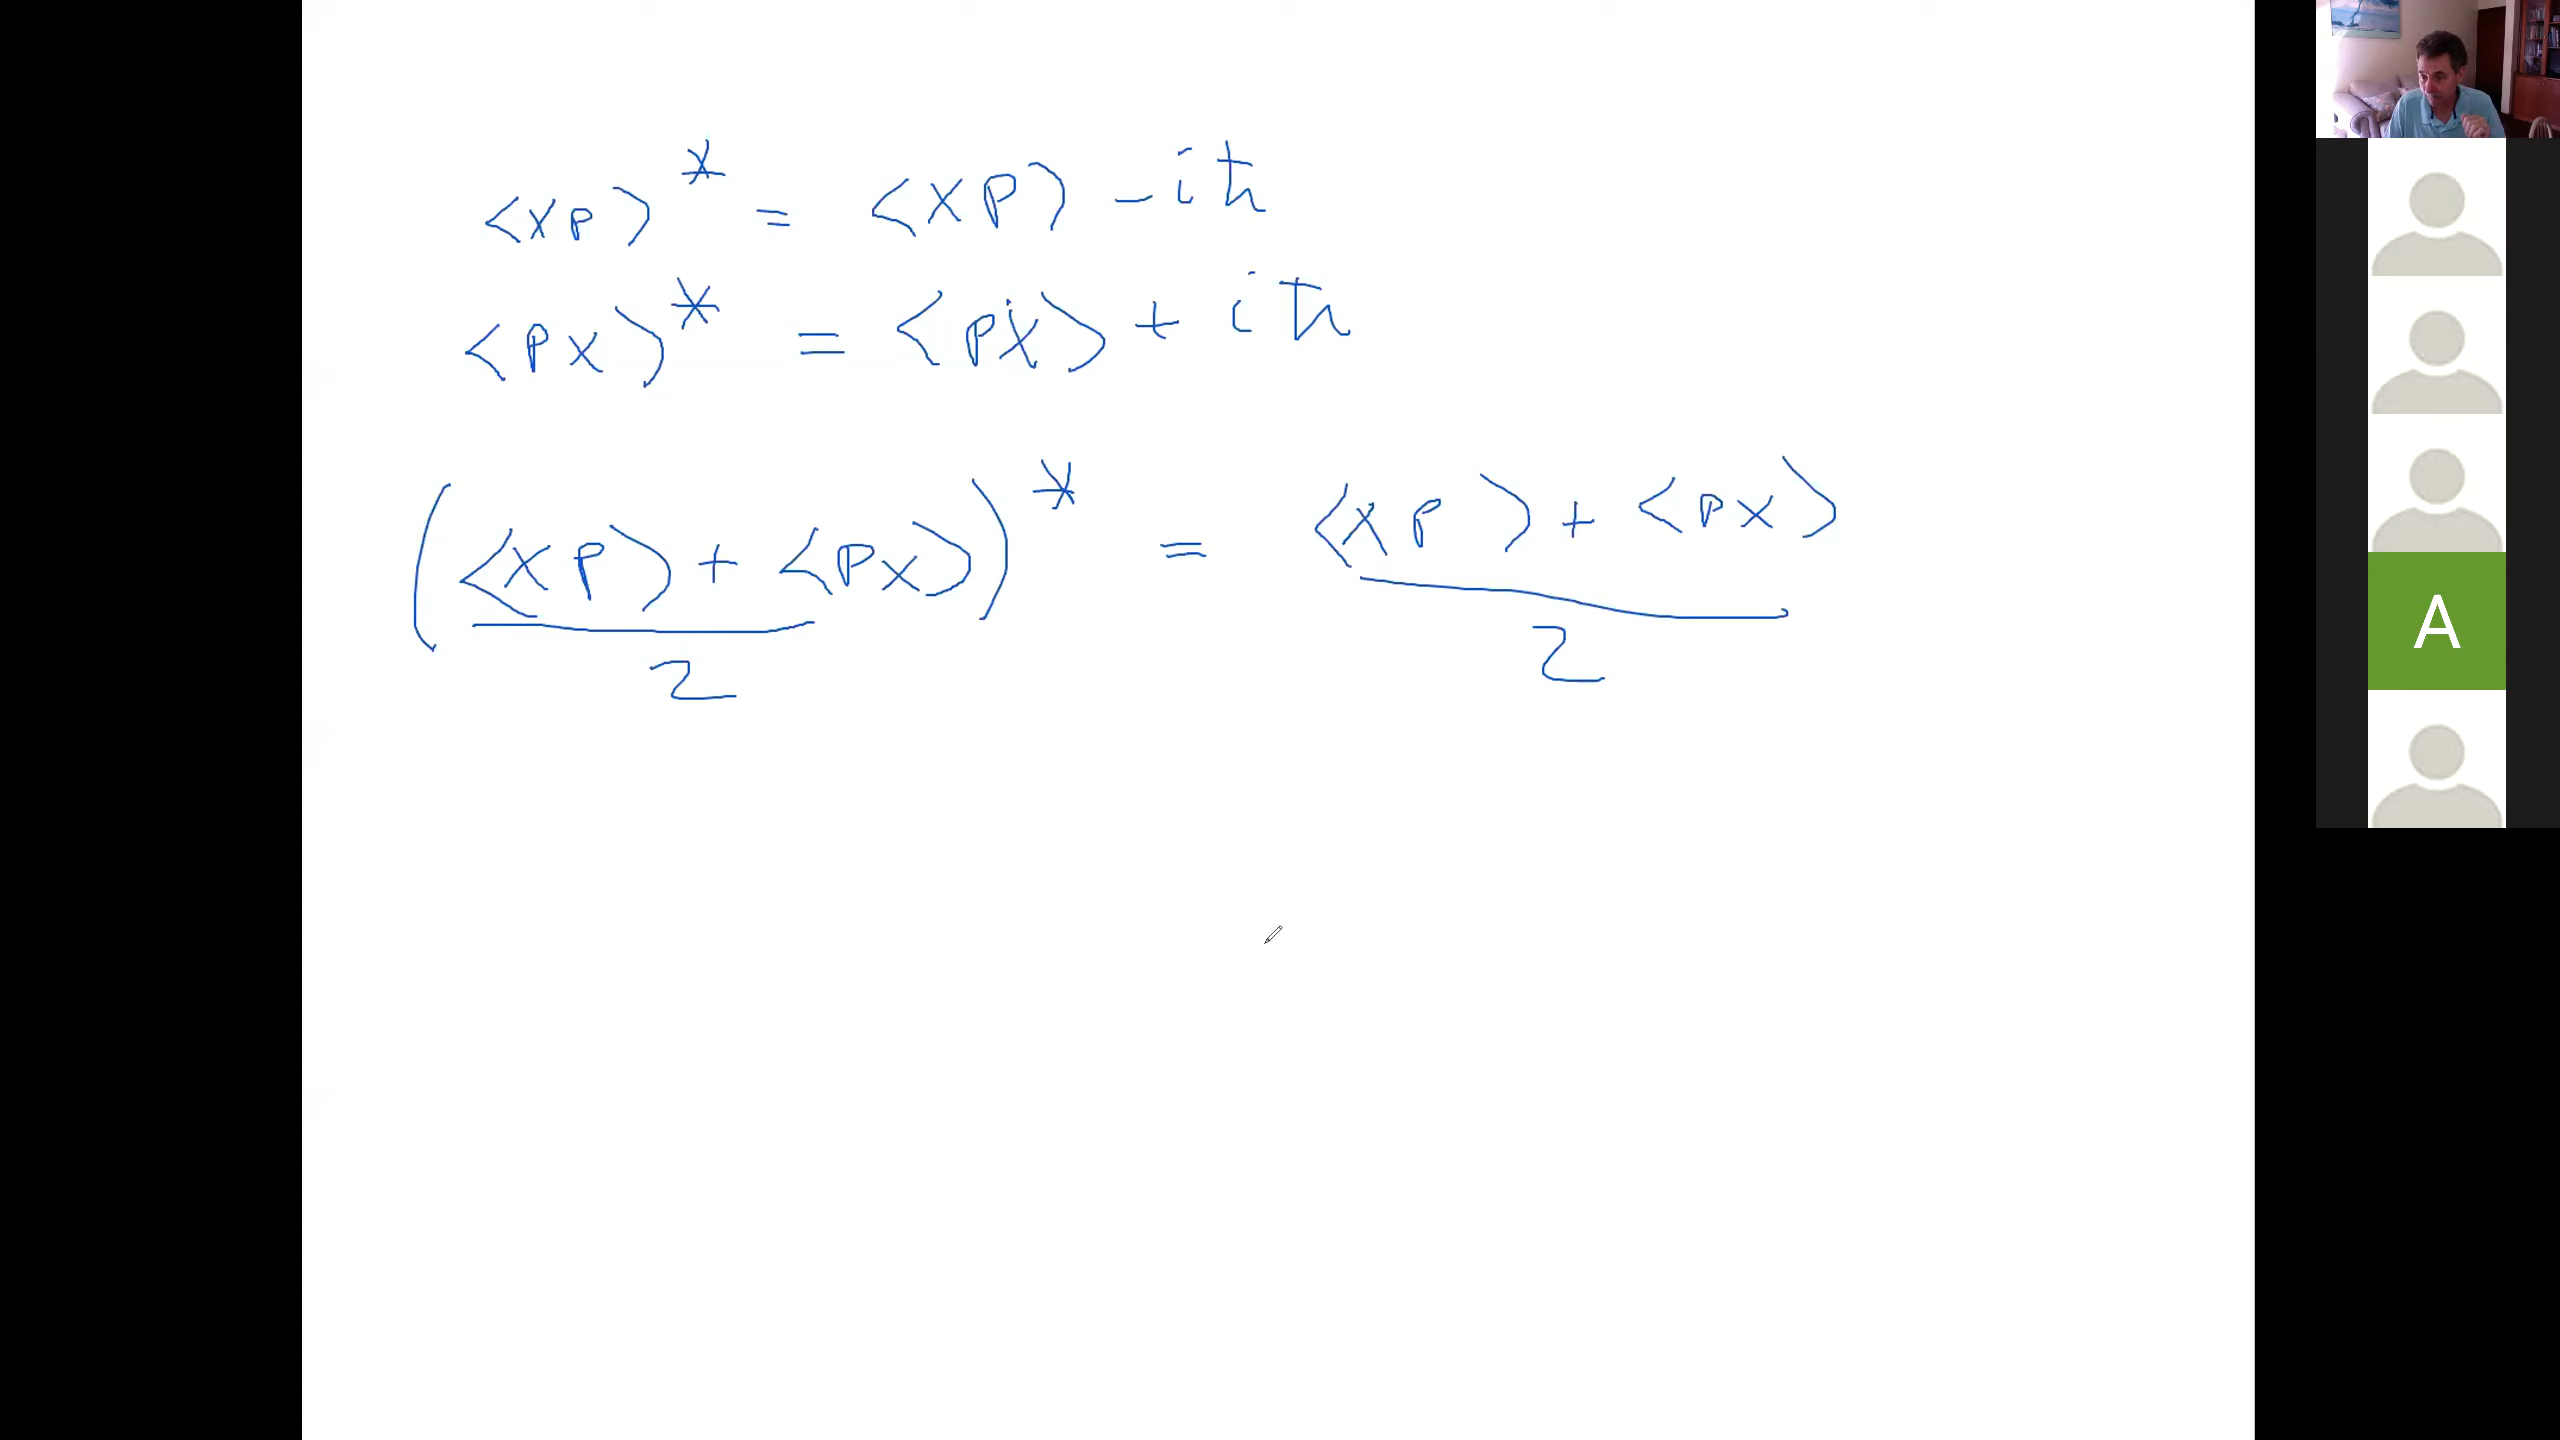 <xp>* = <xp> - iħ
<px>* = <px> + iħ
(<xp> + <px>)* = <xp> + <px>
2 2
A